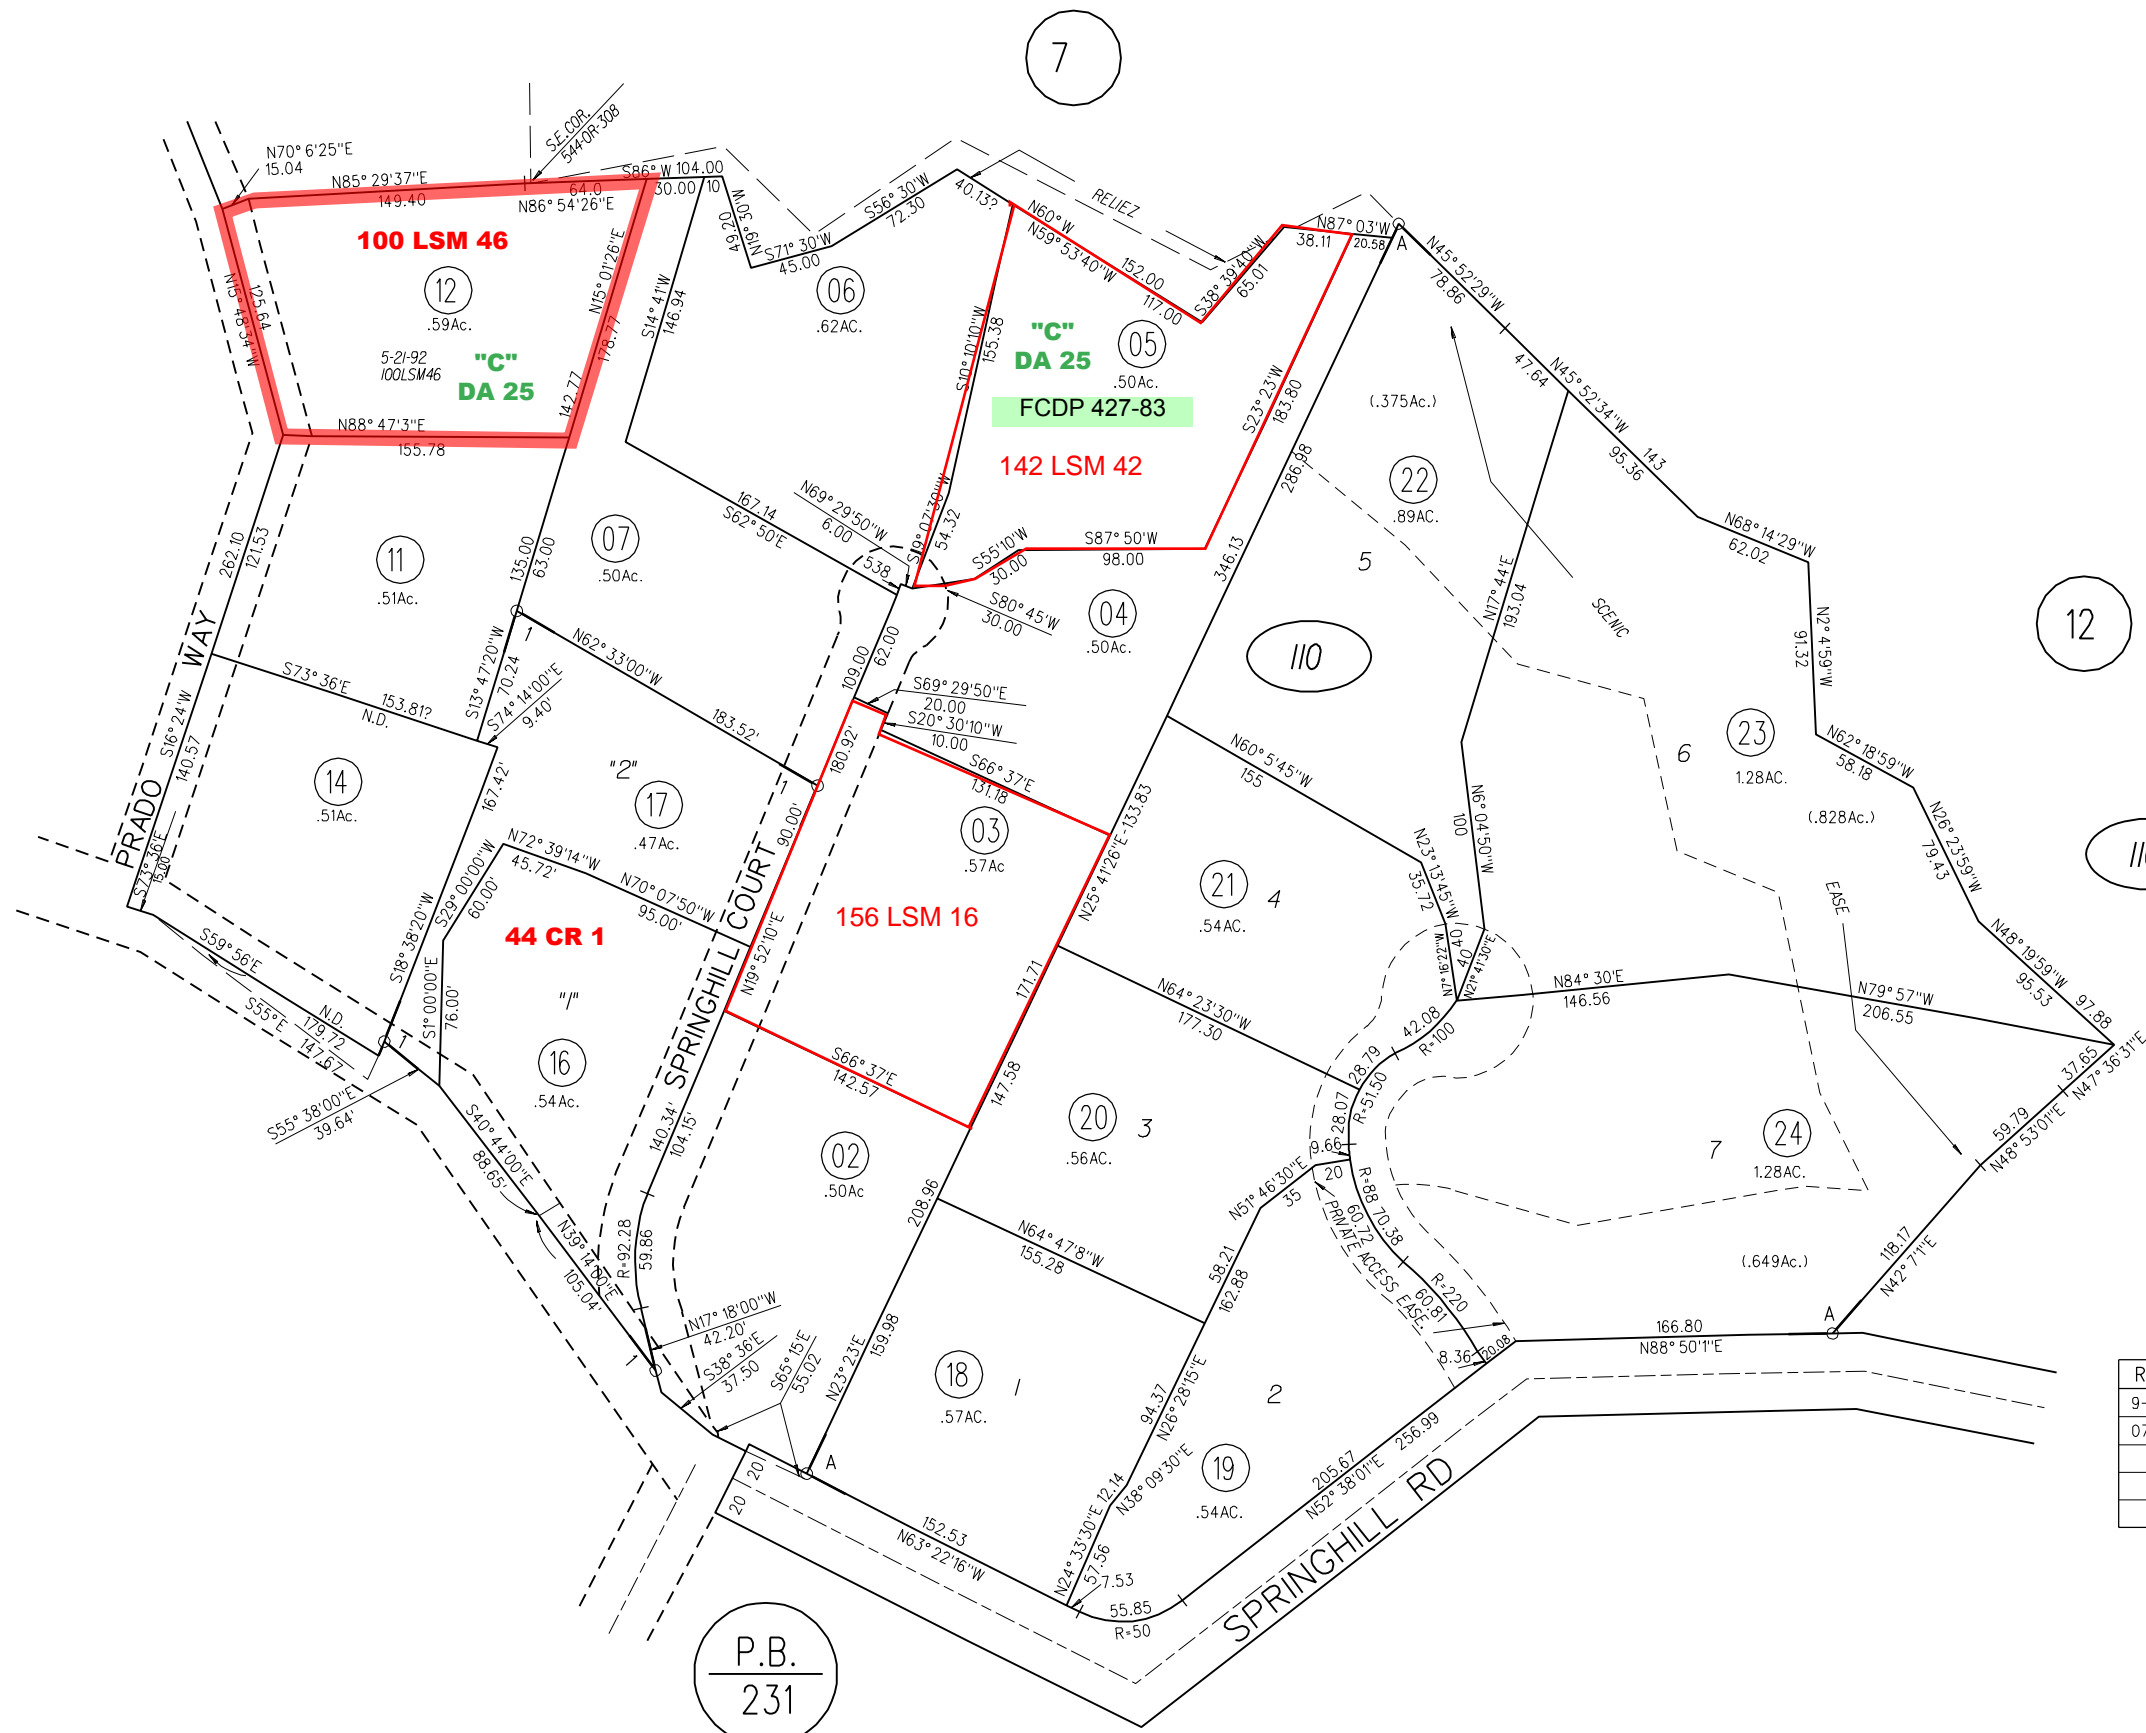 7
N70° 6'25"E
15.04
S.E.COR.
544-OR-308
N85° 29'37"E
149.40
64.0
N86° 54'26"E
S86° W 104.00
30.00
10
N19° 30'W
49.20
S71° 30'W
45.00
S56° 30'W
72.30
40.13?
RELIEZ
N60° W
N59° 53'40"W
152.00
117.00
S38° 39'40"W
65.01
N87° 03'W
38.11
20.58
A
N45° 52'29"W
78.86
47.64
N45° 52'34"W
143
95.36
N68° 14'29"W
62.02
N2° 4'59"W
91.32
N62° 18'59"W
58.18
N26° 23'59"W
79.43
N48° 19'59"W
95.53
97.88
100 LSM 46
12
.59Ac.
5-21-92
100LSM46
"C"
DA 25
125.64
N15° 48'34"W
N15° 01'26"E
178.77
142.77
N88° 47'3"E
155.78
S14° 41'W
146.94
06
.62AC.
S10° 10'10"W
155.38
"C"
DA 25
05
.50Ac.
FCDP 427-83
142 LSM 42
S23° 23'W
183.80
286.98
346.13
(.375Ac.)
22
.89AC.
5
N17° 44'E
193.04
SCENIC
12
167.14
S62° 50'E
N69° 29'50"W
6.00
538
S19° 07'30"W
54.32
S55° 10'W
30.00
S87° 50'W
98.00
S80° 45'W
30.00
04
.50Ac.
110
262.10
121.53
11
.51Ac.
07
.50Ac.
135.00
63.00
1
N62° 33'00"W
183.52'
1
109.00
62.00
S69° 29'50"E
20.00
S20° 30'10"W
10.00
S66° 37'E
131.18
180.92'
90.00'
S13° 47'20"W
70.24
S74° 14'00"E
9.40'
S73° 36'E
153.81?
N.D.
PRADO WAY
S16° 24'W
140.57
S73° 36'E
15.00'
14
.51Ac.
167.42'
S18° 38'20"W
"2"
17
.47Ac.
N72° 39'14"W
45.72'
N70° 07'50"W
95.00'
S29° 00'00"W
60.00'
S1° 00'00"E
76.00'
44 CR 1
"1"
16
.54Ac.
SPRINGHILL COURT
N19° 52'10"E
03
.57Ac
156 LSM 16
S66° 37'E
142.57
N25° 41'26"E-133.83
171.71
147.58
N60° 5'45"W
155
21
4
.54AC.
N23° 13'45"W
35.72
N6° 04'50"W
100
40
N7° 16'22"W
40
N21° 41'30"E
6
23
1.28AC.
(.828Ac.)
EASE
N84° 30'E
146.56
N79° 57'W
206.55
37.65
N47° 36'31"E
59.79
N48° 53'01"E
118.17
N42° 7'1"E
N64° 23'30"W
177.30
42.08
R=100
28.79
R=51.50
28.07
9.66
20
35
N51° 46'30"E
20
3
.56AC.
7
24
1.28AC.
(.649Ac.)
S59° 56'E
N.D.
179.72
S55° E
147.67
1
S55° 38'00"E
39.64'
S40° 44'00"E
88.65'
N39° 14'00"E
105.04'
1
140.34'
104.15'
R=92.28
59.86
N17° 18'00"W
42.20'
S38° 36'E
37.50
S65° 15'E
55.02
02
.50Ac
208.96
N64° 47'8"W
155.28
58.21
162.88
N23° 23'E
159.98
R=88
70.38
60.72
PRIVATE ACCESS EASE.
R=220
60.81
8.36
20.08
166.80
N88° 50'1"E
A
18
1
.57AC.
94.37
N26° 28'15"E
N38° 09'30"E
12.14
N24° 33'30"E
57.56
7.53
2
19
.54AC.
A
20
20
152.53
N63° 22'16"W
55.85
R=50
205.67
256.99
N52° 38'01"E
SPRINGHILL RD
R
9-
07
P.B.
231